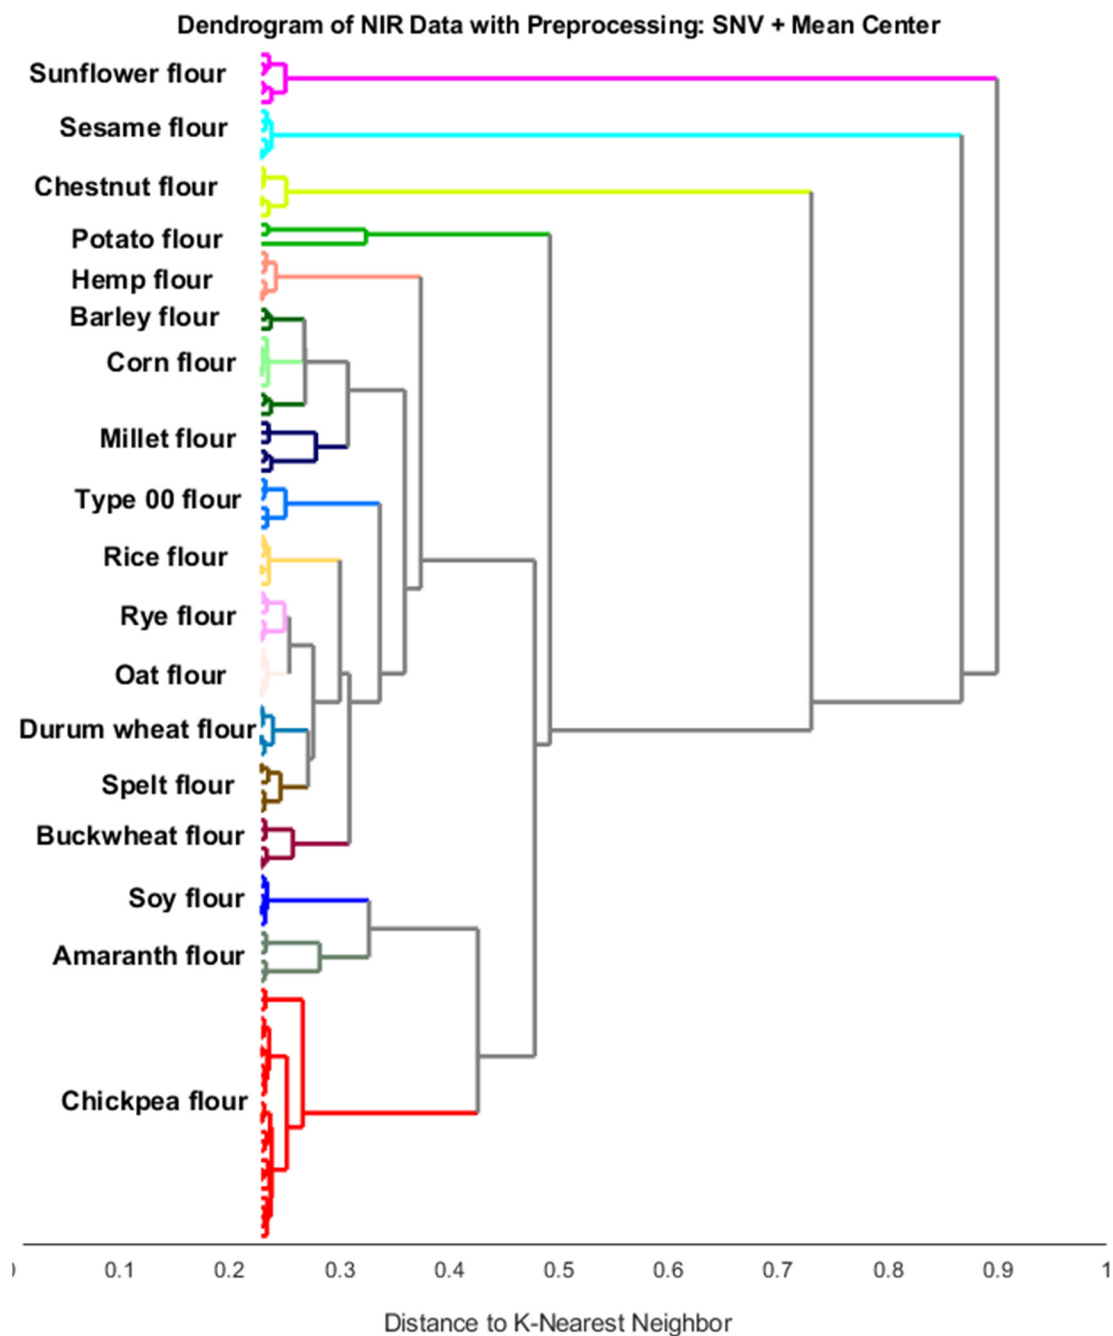 Dendrogram of NIR Data with Preprocessing: SNV + Mean Center
Sunflower flour
Sesame flour
Chestnut flour
Potato flour
Hemp flour
Barley flour
Corn flour
Millet flour
Type 00 flour
Rice flour
Rye flour
Oat flour
Durum wheat flour
Spelt flour
Buckwheat flour
Soy flour
Amaranth flour
Chickpea flour
0.1 0.2 0.3 0.4 0.5 0.6 0.7 0.8 0.9 1
Distance to K-Nearest Neighbor